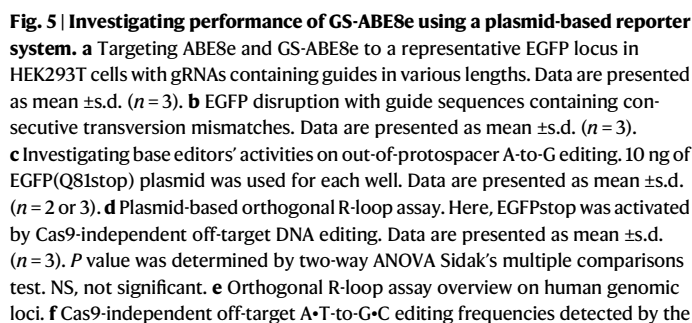 Fig. 5 | Investigating performance of GS-ABE8e using a plasmid-based reporter
system. a Targeting ABE8e and GS-ABE8e to a representative EGFP locus in
HEK293T cells with gRNAs containing guides in various lengths. Data are presented
as mean ±s.d. (n = 3). b EGFP disruption with guide sequences containing con-
secutive transversion mismatches. Data are presented as mean ±s.d. (n = 3).
c Investigating base editors' activities on out-of-protospacer A-to-G editing. 10 ng of
EGFP(Q81stop) plasmid was used for each well. Data are presented as mean ±s.d.
(n = 2 or 3). d Plasmid-based orthogonal R-loop assay. Here, EGFPstop was activated
by Cas9-independent off-target DNA editing. Data are presented as mean ±s.d.
(n = 3). P value was determined by two-way ANOVA Sidak's multiple comparisons
test. NS, not significant. e Orthogonal R-loop assay overview on human genomic
loci. f Cas9-independent off-target A•T-to-G•C editing frequencies detected by the